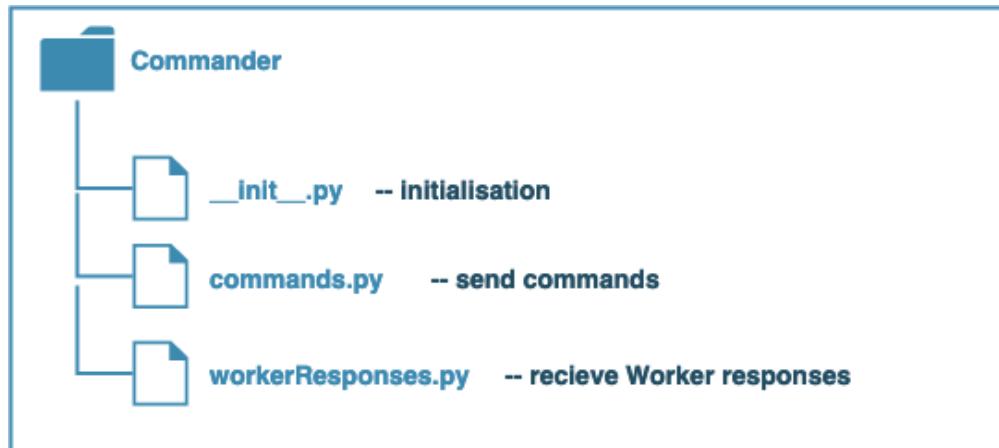 Commander
__init__.py -- initialisation
commands.py -- send commands
workerResponses.py -- recieve Worker responses